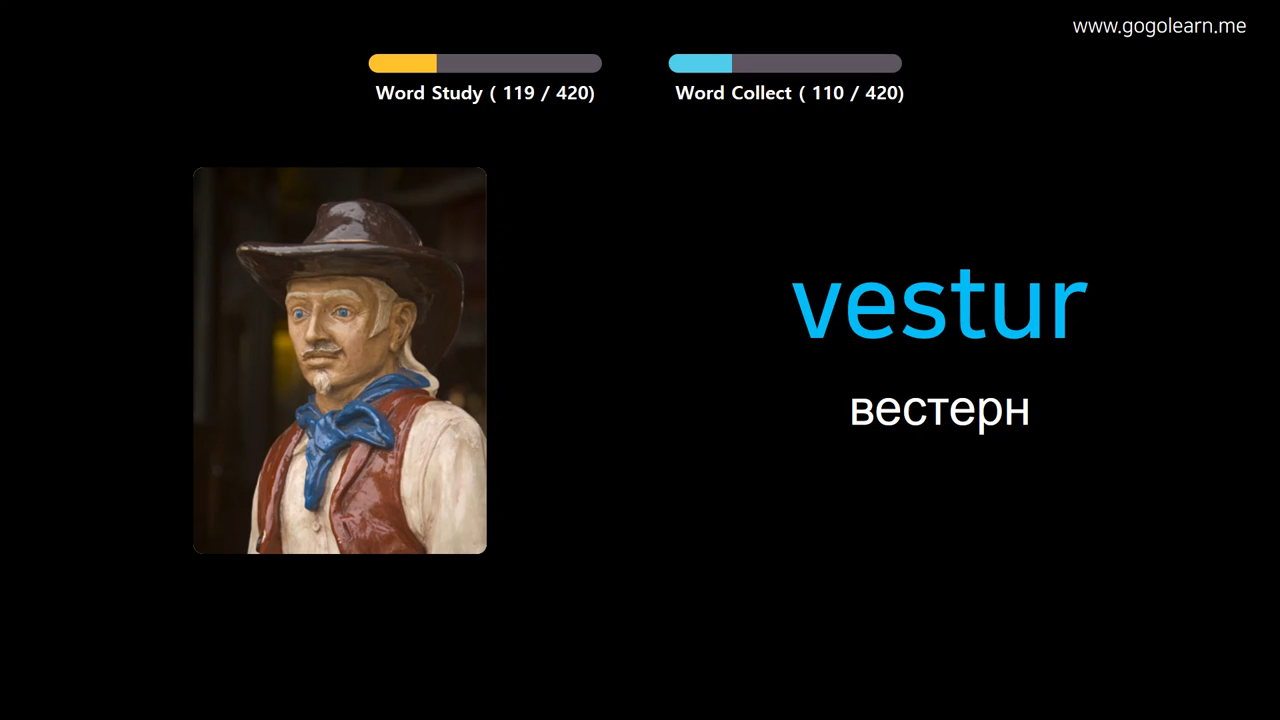 www.gogolearn.me
Word Study ( 119 / 420)
Word Collect ( 110 / 420)
vestur
вестерн